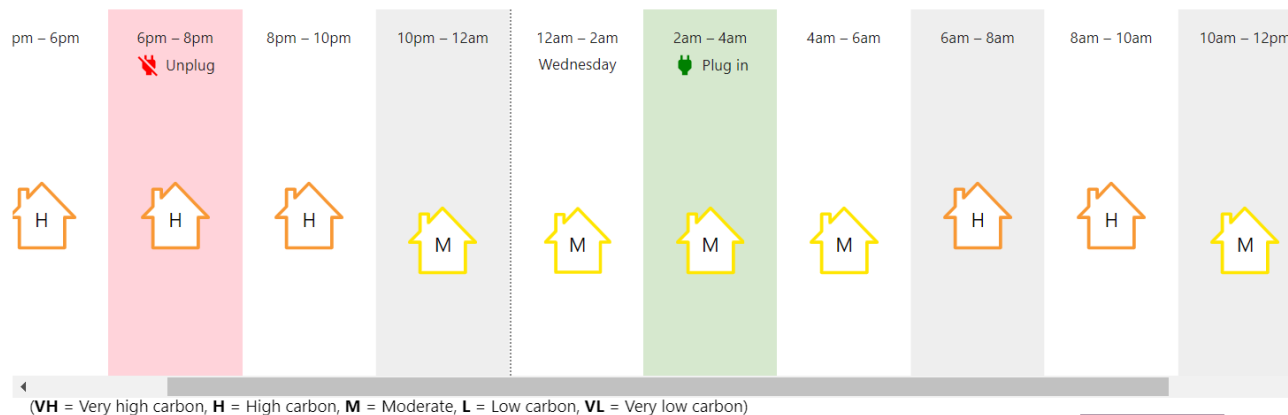 pm – 6pm 6pm – 8pm 8pm – 10pm 10pm – 12am 12am – 2am 2am – 4am 4am – 6am 6am – 8am 8am – 10am 10am – 12pm
Unplug Wednesday Plug in
H H H H H
M M M M M
(VH = Very high carbon, H = High carbon, M = Moderate, L = Low carbon, VL = Very low carbon)